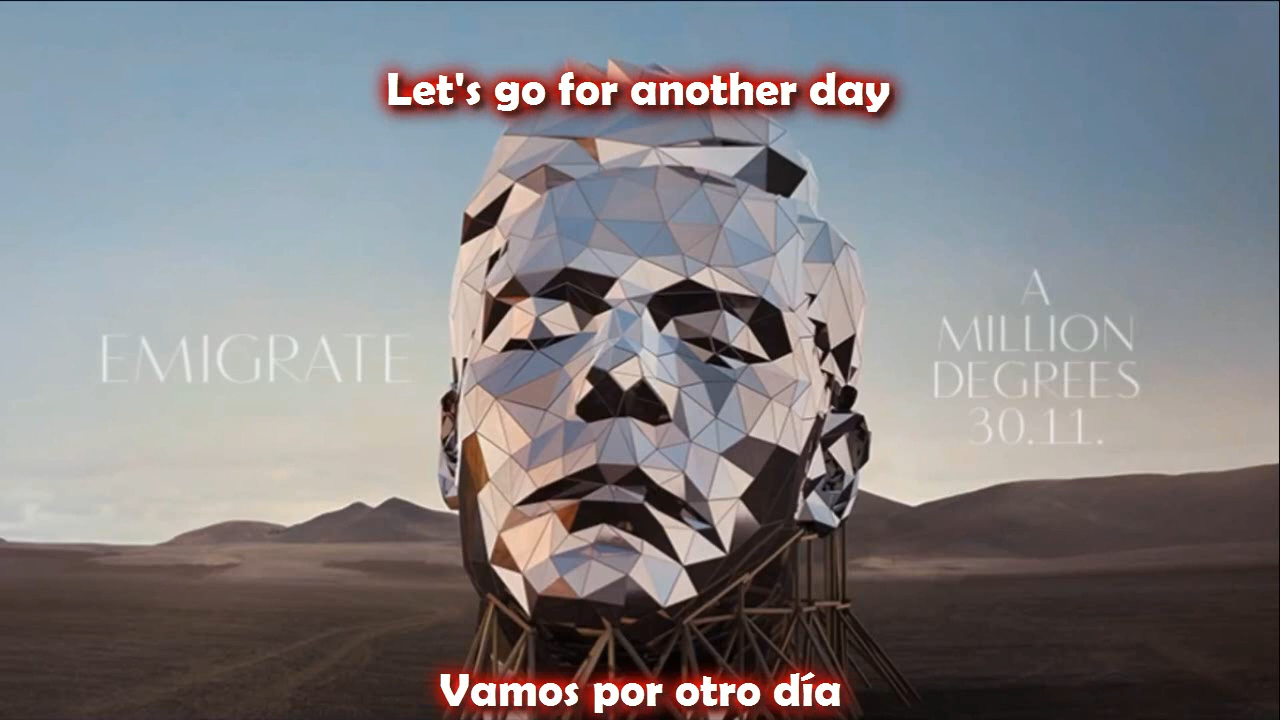 Let's go for another day
EMIGRATE
A
MILLION
DEGREES
30.11.
Vamos por otro día